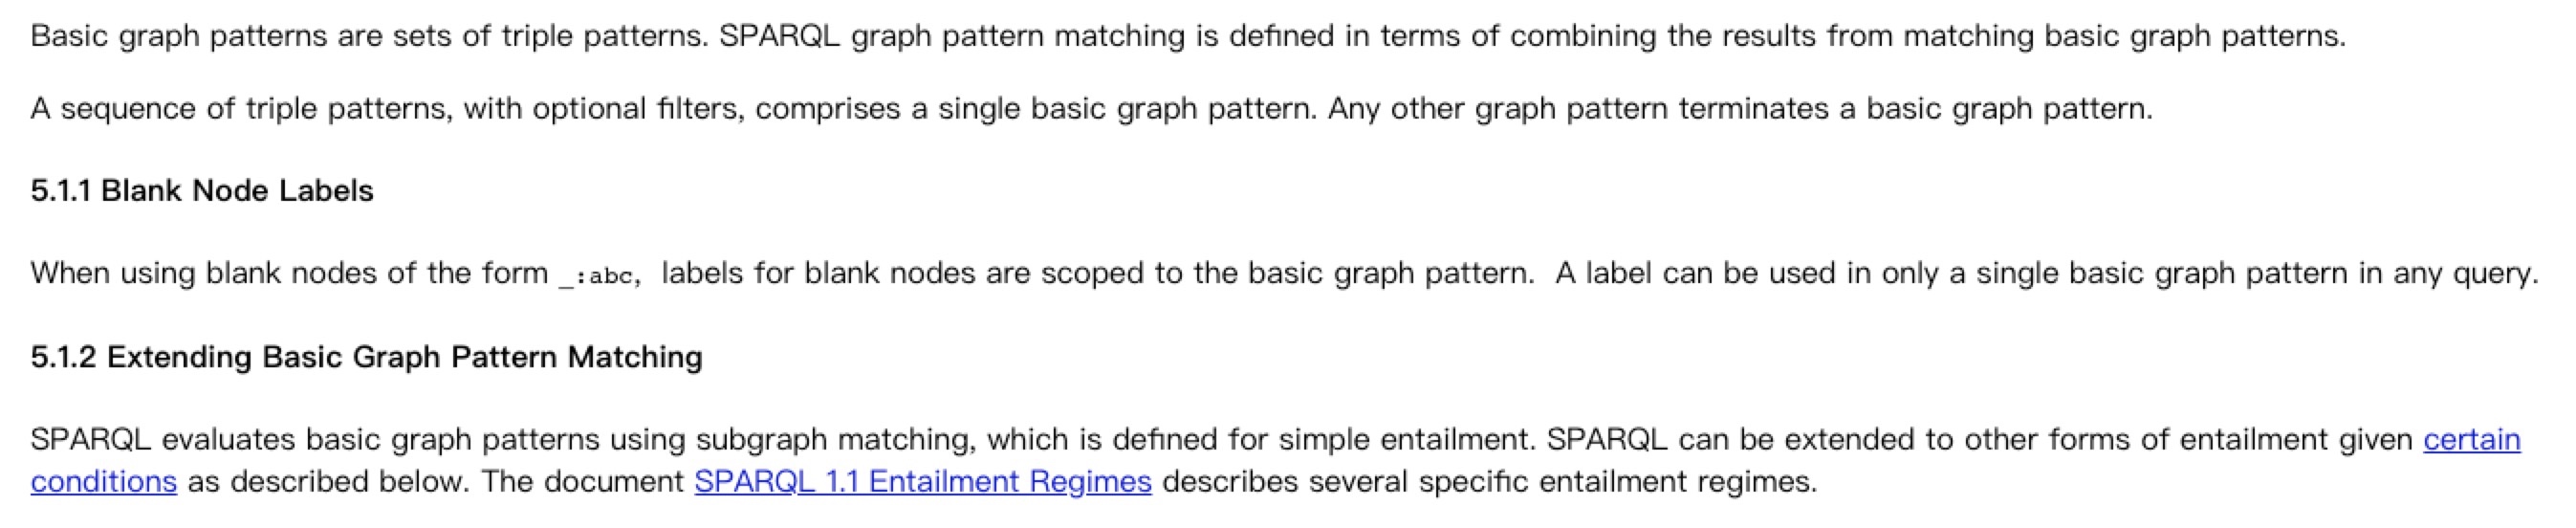 Basic graph patterns are sets of triple patterns. SPARQL graph pattern matching is defined in terms of combining the results from matching basic graph patterns.
A sequence of triple patterns, with optional filters, comprises a single basic graph pattern. Any other graph pattern terminates a basic graph pattern.
5.1.1 Blank Node Labels
When using blank nodes of the form _:abc, labels for blank nodes are scoped to the basic graph pattern. A label can be used in only a single basic graph pattern in any query.
5.1.2 Extending Basic Graph Pattern Matching
SPARQL evaluates basic graph patterns using subgraph matching, which is defined for simple entailment. SPARQL can be extended to other forms of entailment given certain
conditions as described below. The document SPARQL 1.1 Entailment Regimes describes several specific entailment regimes.